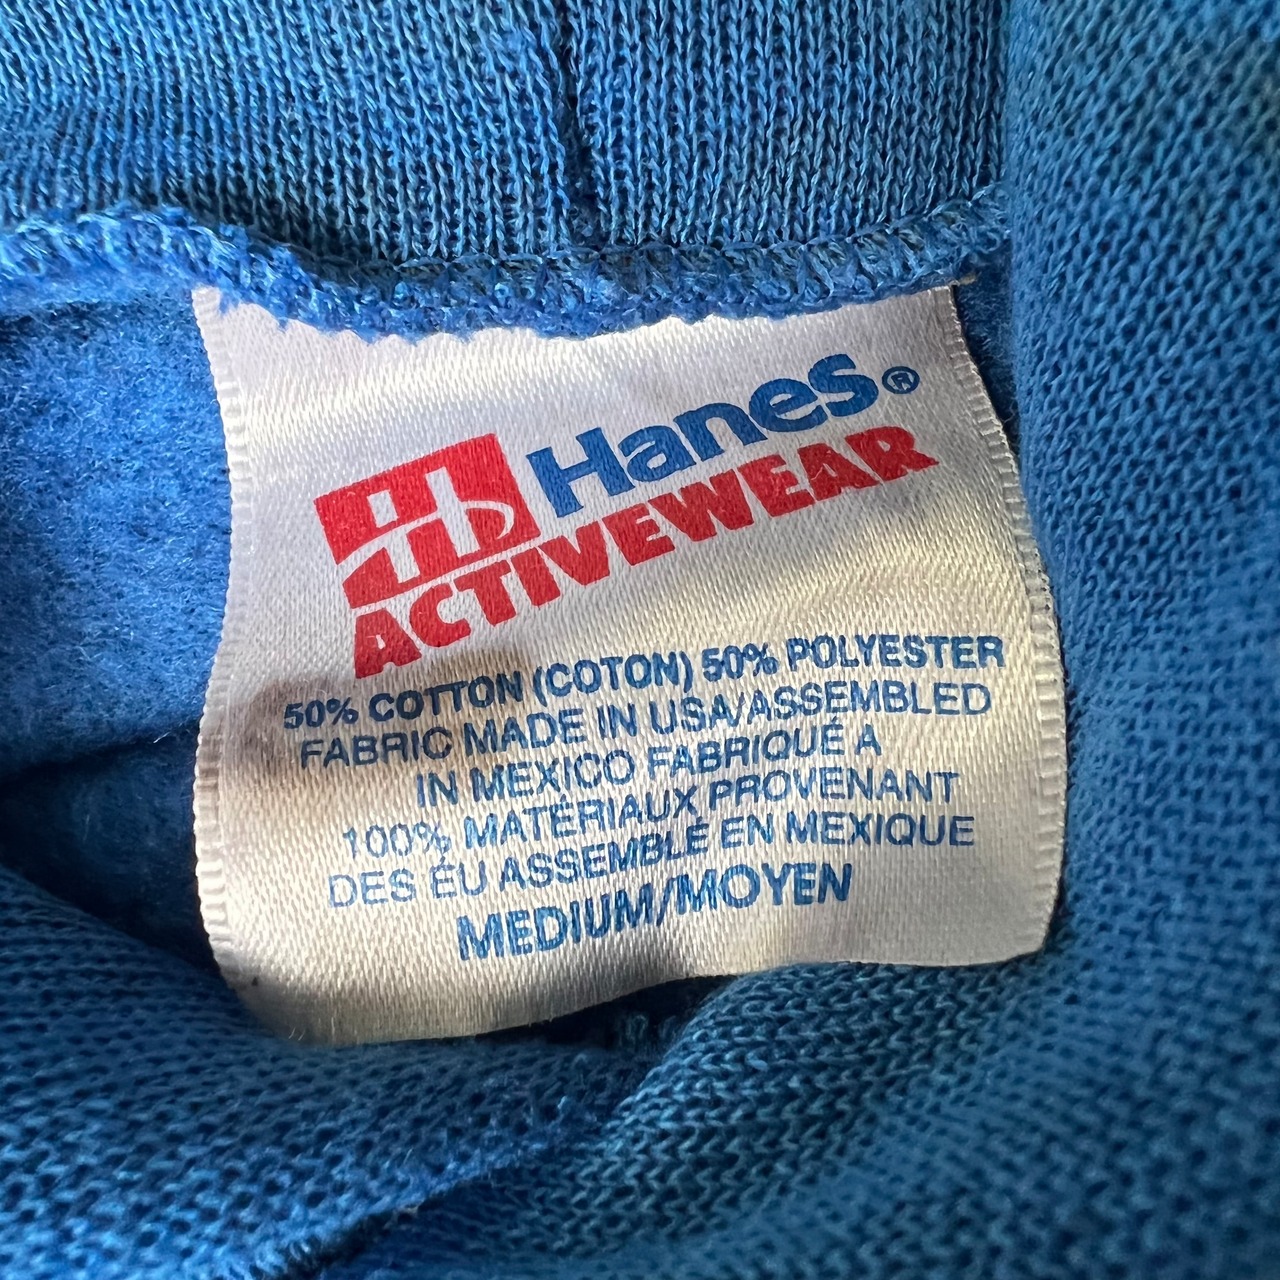 Hanes®
ACTIVEWEAR
50% COTTON (COTON) 50% POLYESTER
FABRIC MADE IN USA/ASSEMBLED
IN MEXICO FABRIQUÉ A
100% MATÉRIAUX PROVENANT
DES ÉU ASSEMBLÉ EN MEXIQUE
MEDIUM/MOYEN